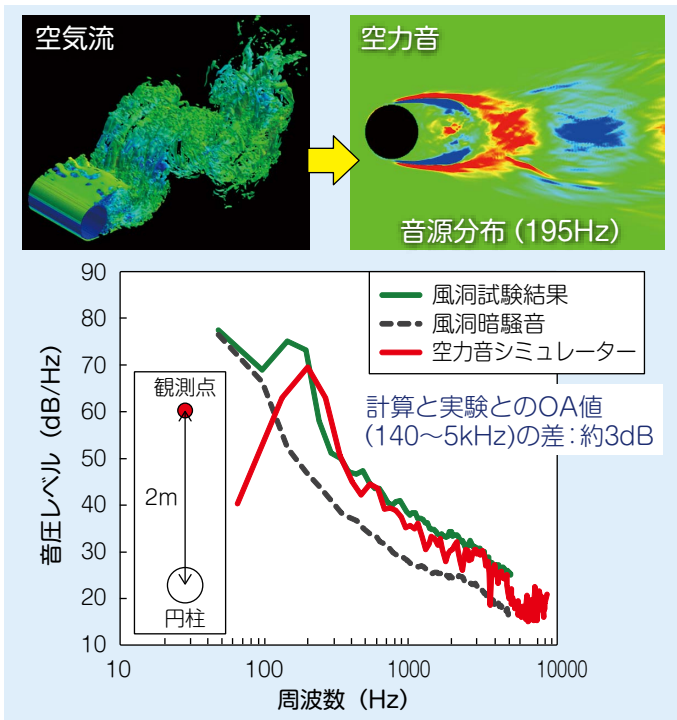 空気流
空力音
音源分布(195Hz)
音圧レベル (dB/Hz)
90
80
70
60
50
40
30
20
10
風洞試験結果
風洞暗騒音
空力音シミュレーター
計算と実験とのOA値
(140～5kHz)の差:約3dB
観測点
2m
円柱
10
100
1000
10000
周波数 (Hz)